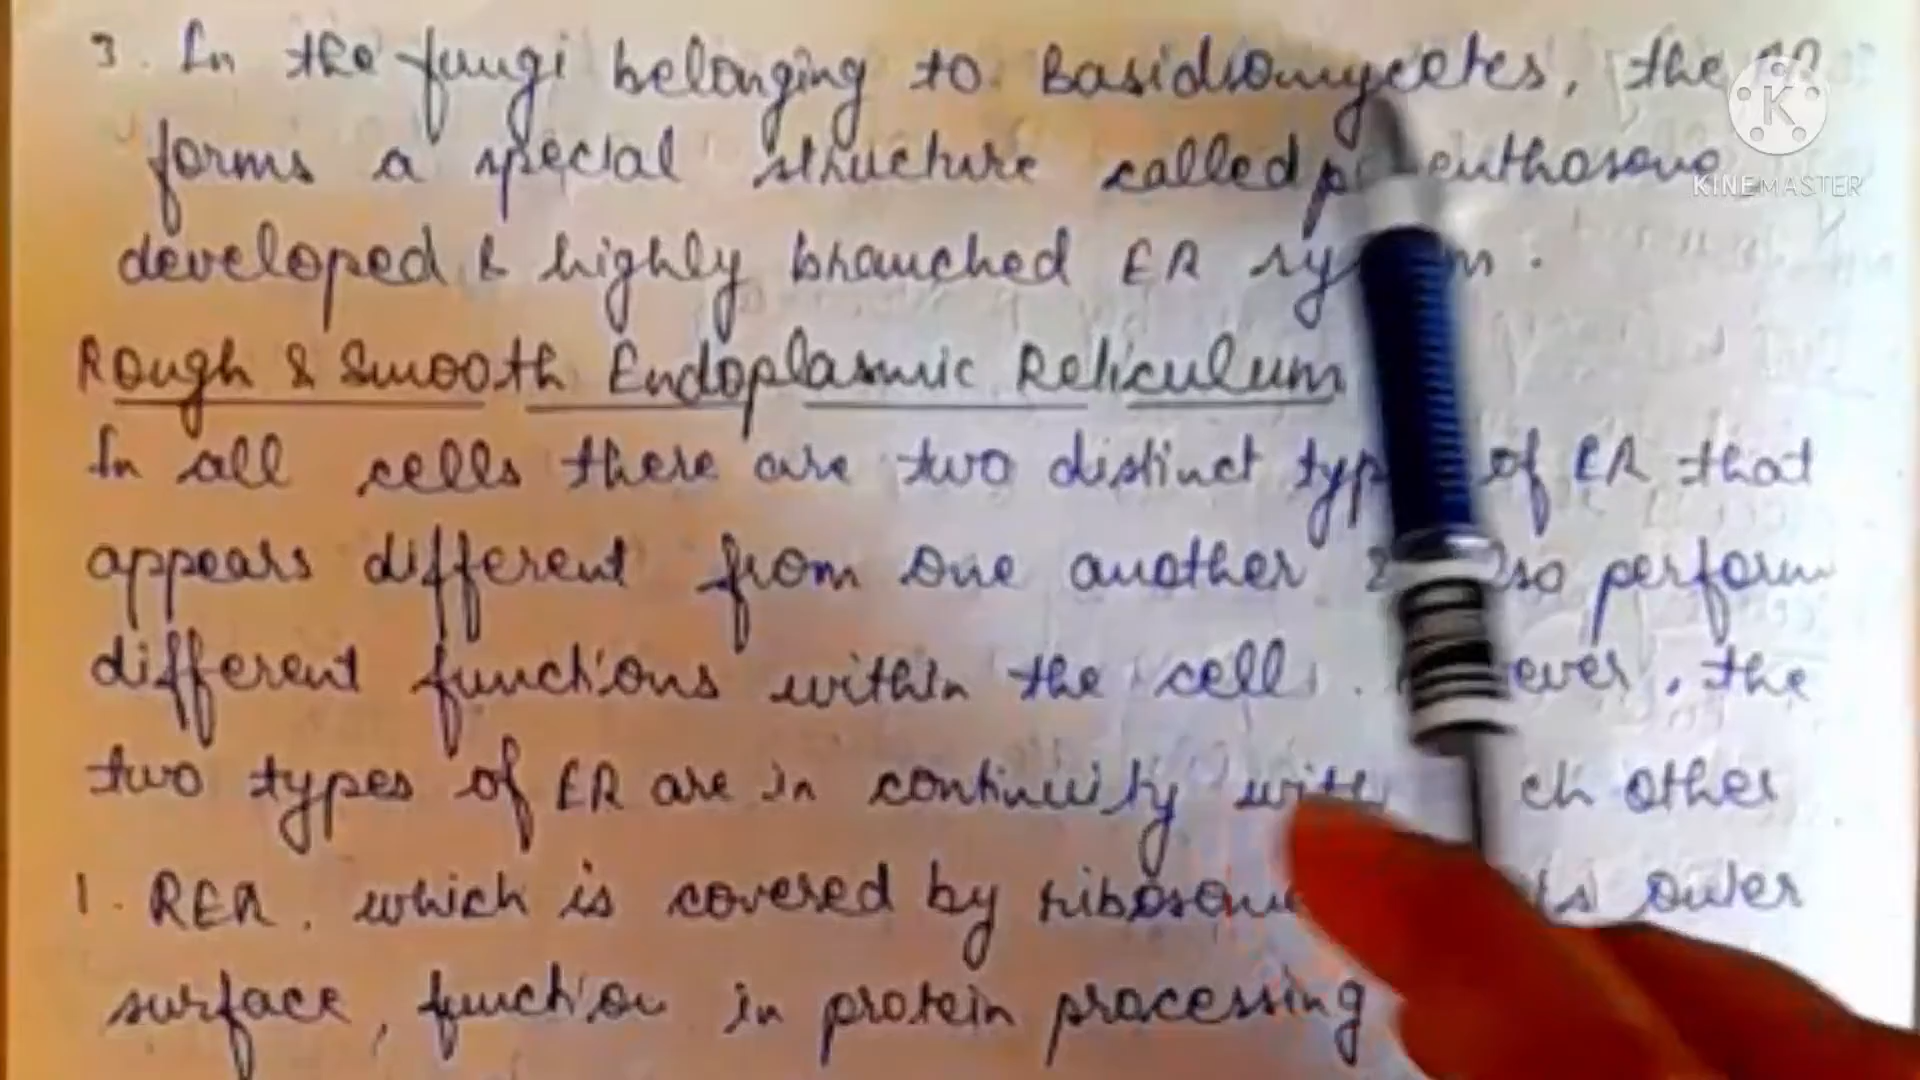 3. In the fungi belonging to Basidiomycetes, the ER
forms a special structure called
developed & highly branched ER
Rough & Smooth Endoplasmic Reticulum
In all cells there are two distinct of ER that
appears different from one another perform
different functions within the cell. the
two types of ER are in continuity other
1. RER, which is covered by outer
surface, function in protein processing
KINEMASTER